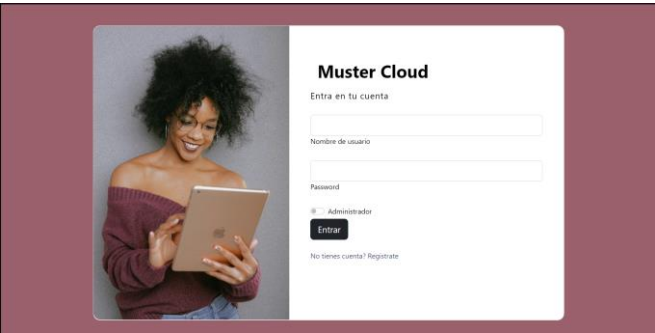 Muster Cloud
Entra en tu cuenta
Nombre de usuario
Password
Administrador
Entrar
No tienes cuenta? Registrate